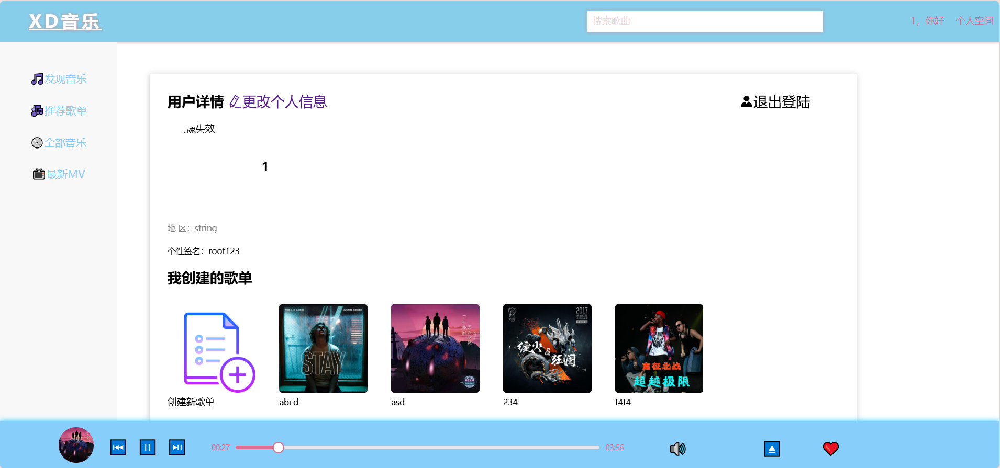 XD音乐
搜索歌曲
1，你好 个人空间
发现音乐
推荐歌单
全部音乐
最新MV
用户详情 更改个人信息
退出登陆
像失效
1
地 区：string
个性签名：root123
我创建的歌单
THE KID LAROI JUSTIN BIEBER
STAY
2017
绽火&狂澜
南征北战
超越极限
创建新歌单
abcd
asd
234
t4t4
00:27
03:56